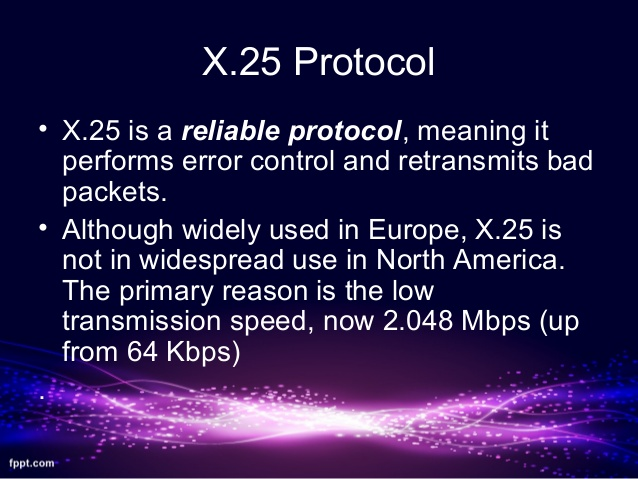 X.25 Protocol
• X.25 is a reliable protocol, meaning it
performs error control and retransmits bad
packets.
• Although widely used in Europe, X.25 is
not in widespread use in North America.
The primary reason is the low
transmission speed, now 2.048 Mbps (up
from 64 Kbps)
.
fppt.com